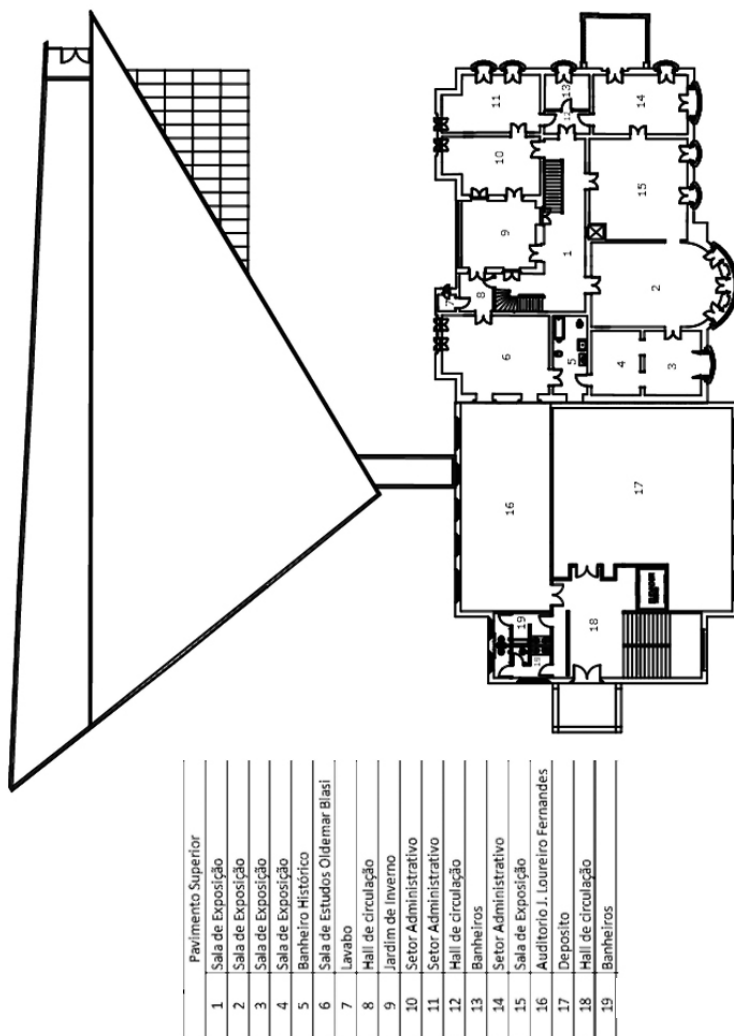 Pavimento Superior
1 Sala de Exposição
2 Sala de Exposição
3 Sala de Exposição
4 Sala de Exposição
5 Banheiro Histórico
6 Sala de Estudos Oldemar Blasi
7 Lavabo
8 Hall de circulação
9 Jardim de Inverno
10 Setor Administrativo
11 Setor Administrativo
12 Hall de circulação
13 Banheiros
14 Setor Administrativo
15 Sala de Exposição
16 Auditorio J. Loureiro Fernandes
17 Deposito
18 Hall de circulação
19 Banheiros
11
13
14
12
10
15
9
1
2
8
7
6
5
4
3
16
17
19
18